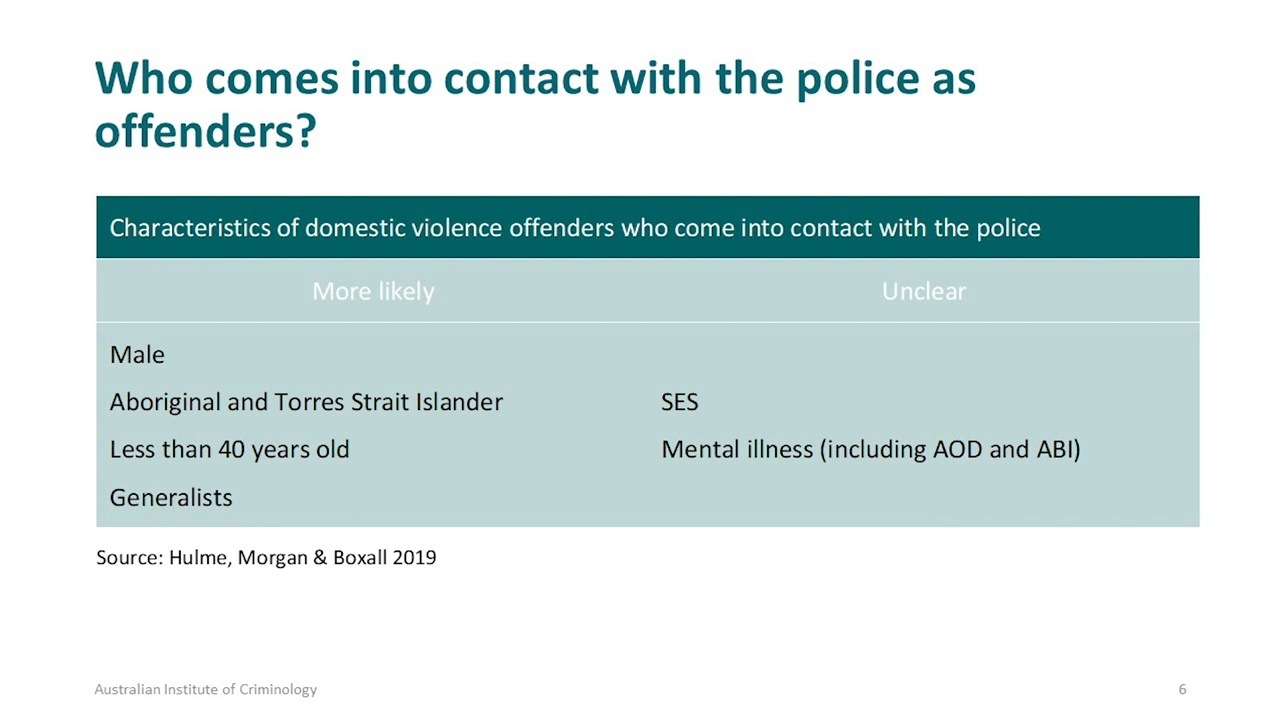 Who comes into contact with the police as
offenders?
Characteristics of domestic violence offenders who come into contact with the police
More likely
Unclear
Male
Aboriginal and Torres Strait Islander
SES
Less than 40 years old
Mental illness (including AOD and ABI)
Generalists
Source: Hulme, Morgan & Boxall 2019
Australian Institute of Criminology
6